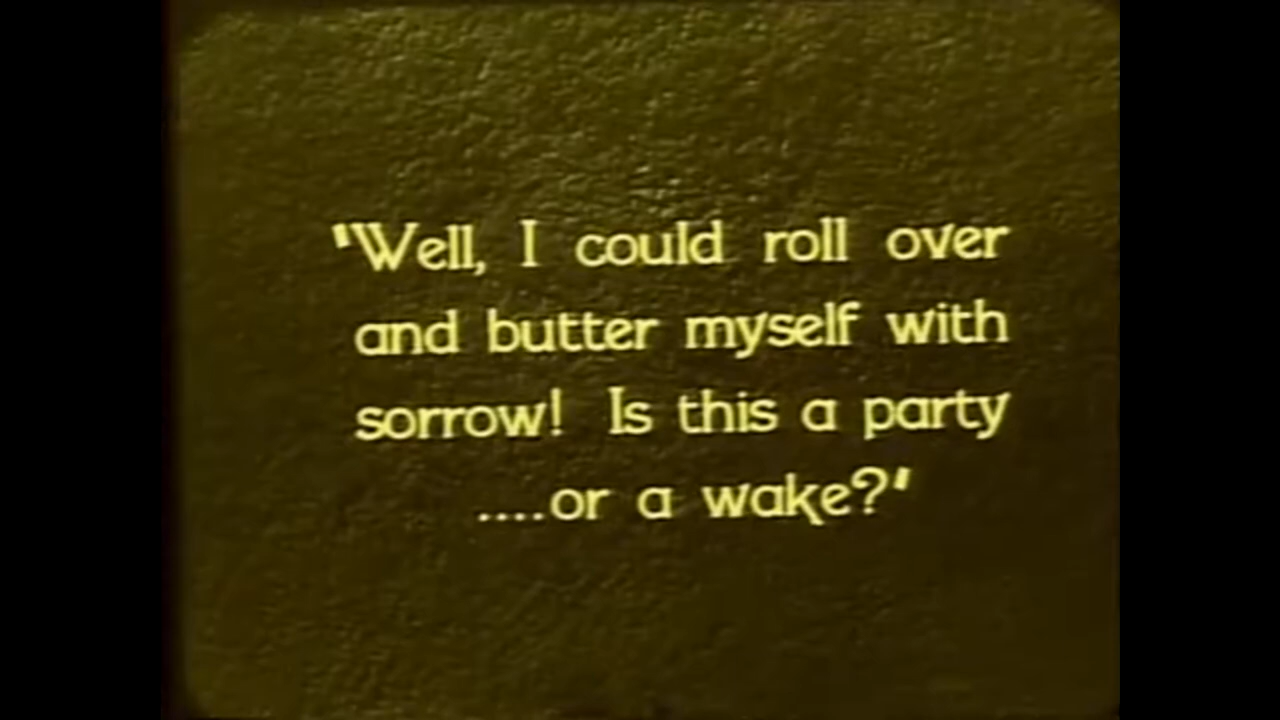 "Well, I could roll over
and butter myself with
sorrow! Is this a party
....or a wake?"